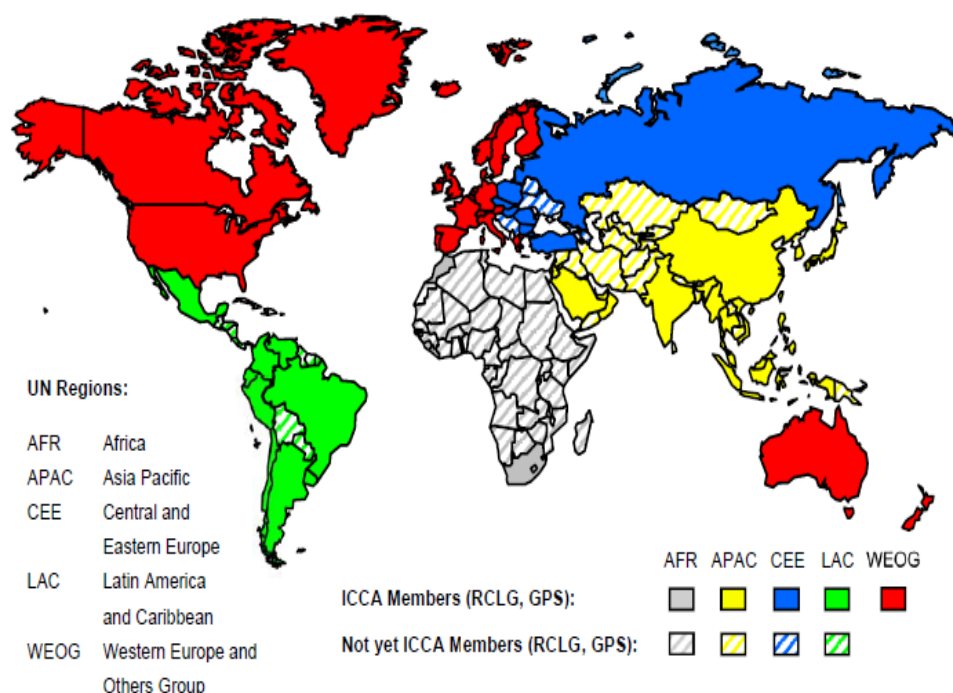 UN Regions:
AFR Africa
APAC Asia Pacific
CEE Central and
Eastern Europe
LAC Latin America
and Caribbean
WEOG Western Europe and
Others Group
AFR APAC CEE LAC WEOG
ICCA Members (RCLG, GPS):
Not yet ICCA Members (RCLG, GPS):